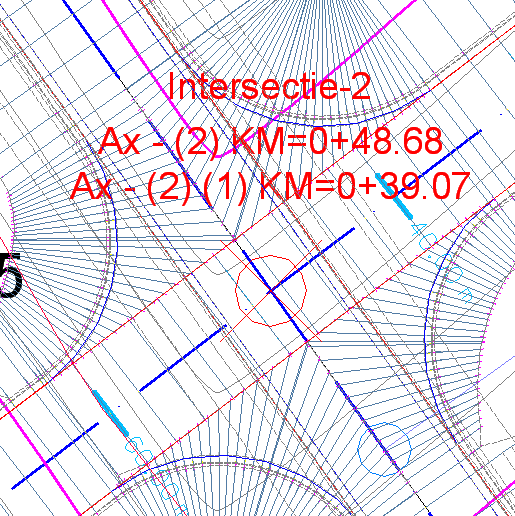 Intersectie-2
Ax - (2) KM=0+48.68
Ax - (2) (1) KM=0+39.07
5